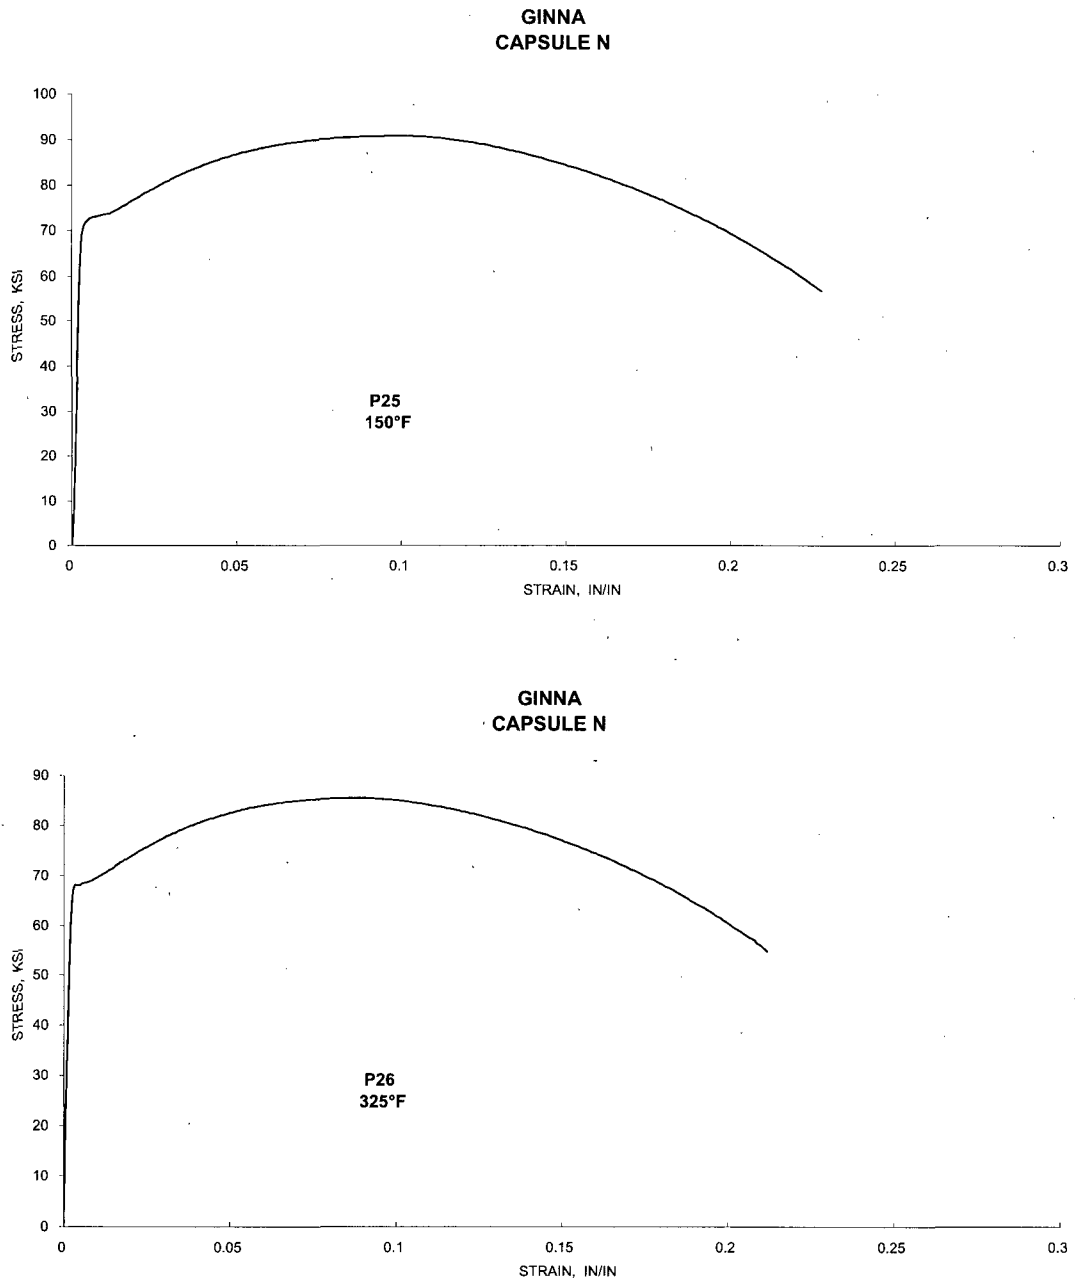 GINNA
CAPSULE N
100
90
80
70
60
50
40
30
20
10
0
STRESS, KSI
P25
150°F
0 0.05 0.1 0.15 0.2 0.25 0.3
STRAIN, IN/IN
GINNA
CAPSULE N
90
80
70
60
50
40
30
20
10
0
STRESS, KSI
P26
325°F
0 0.05 0.1 0.15 0.2 0.25 0.3
STRAIN, IN/IN